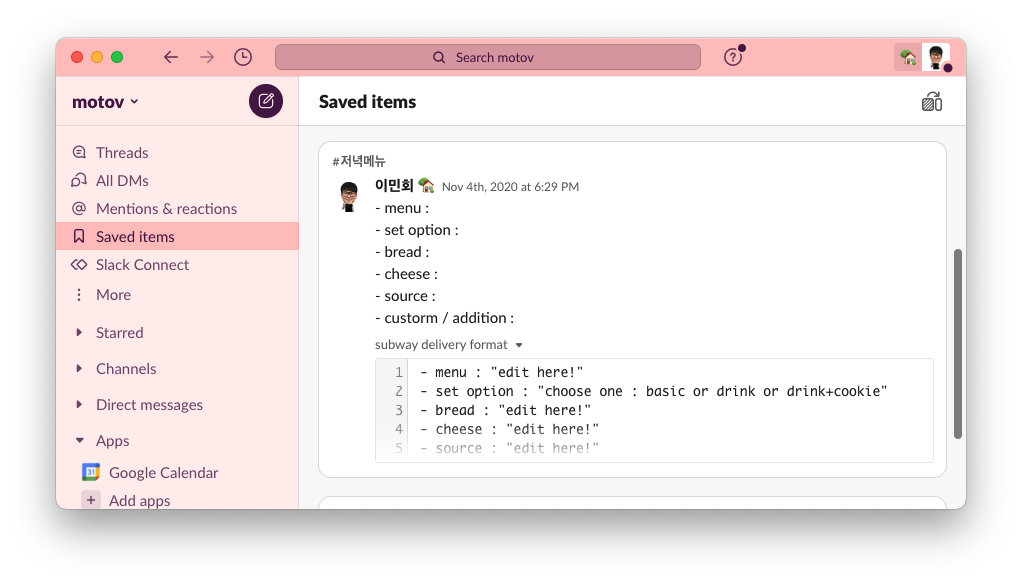 Search motov
motov
Saved items
Threads
All DMs
Mentions & reactions
Saved items
Slack Connect
More
Starred
Channels
Direct messages
Apps
Google Calendar
Add apps
#저녁메뉴
이민회 Nov 4th, 2020 at 6:29 PM
- menu :
- set option :
- bread :
- cheese :
- source :
- custorm / addition :
subway delivery format
1 - menu : "edit here!"
2 - set option : "choose one : basic or drink or drink+cookie"
3 - bread : "edit here!"
4 - cheese : "edit here!"
5 - source : "edit here!"